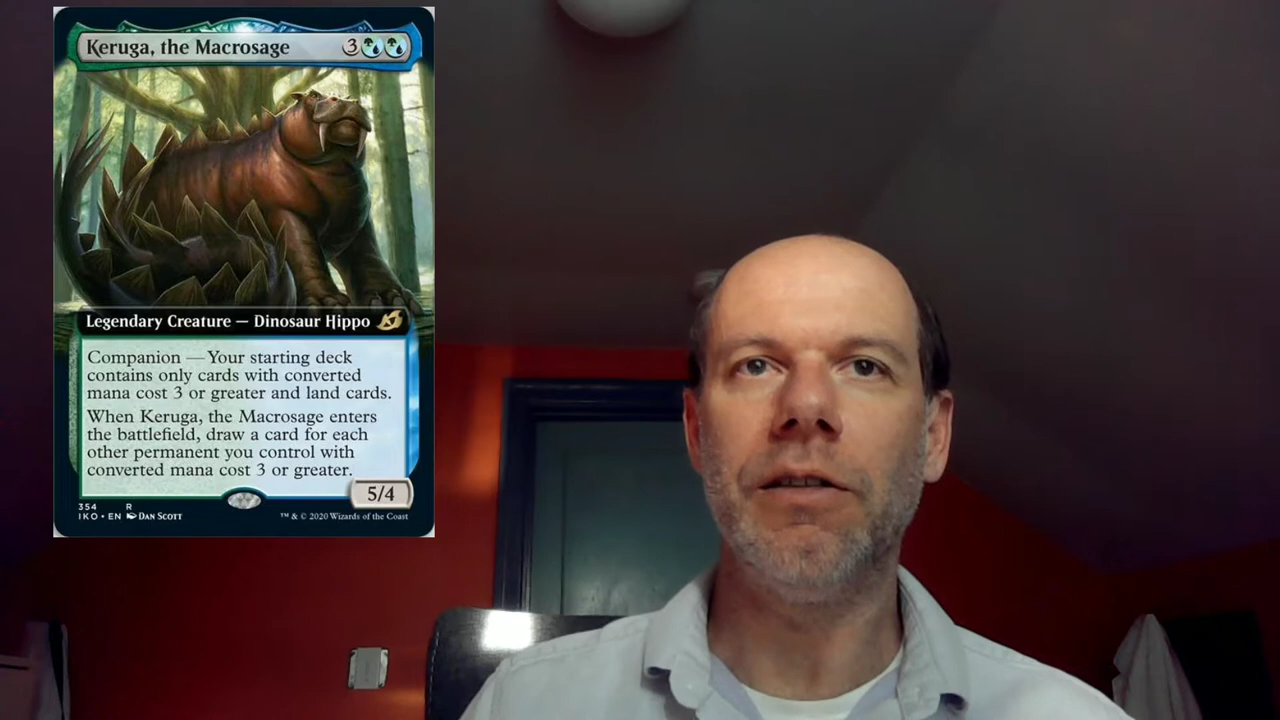 Keruga, the Macrosage 3
Legendary Creature — Dinosaur Hippo
Companion — Your starting deck
contains only cards with converted
mana cost 3 or greater and land cards.
When Keruga, the Macrosage enters
the battlefield, draw a card for each
other permanent you control with
converted mana cost 3 or greater.
5/4
354 R
IKO • EN DAN SCOTT
™ & © 2020 Wizards of the Coast